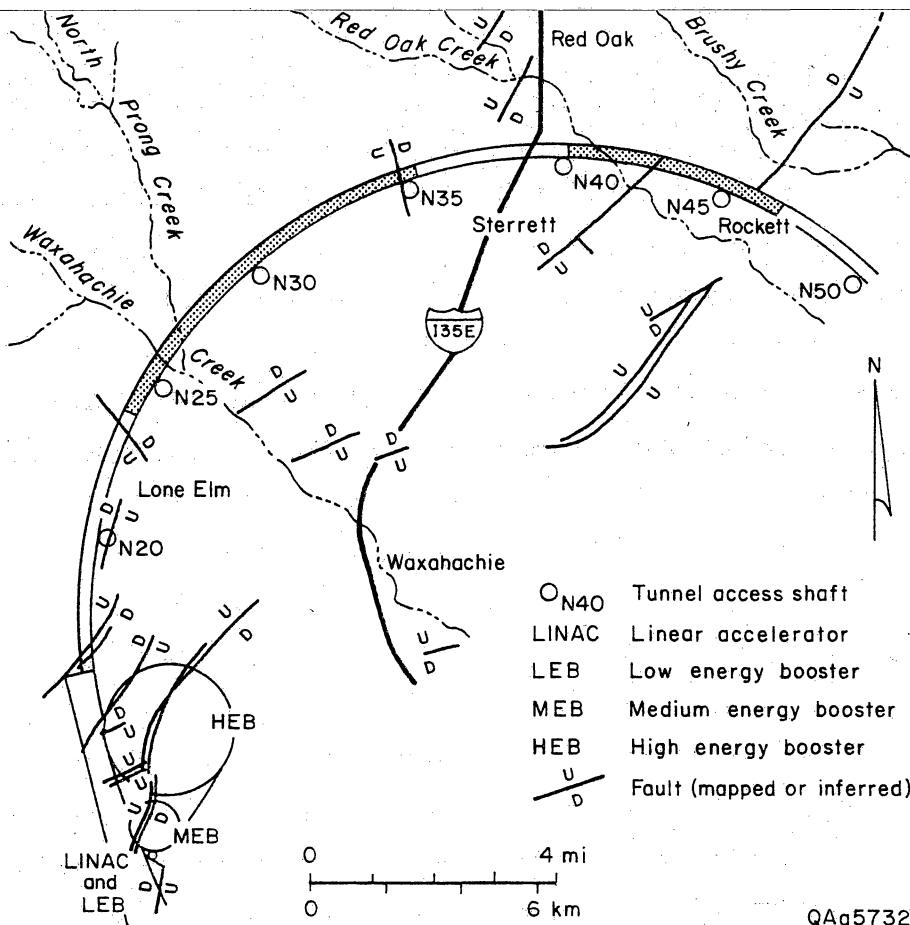 North
Prong
Creek
Red Oak Creek
Red Oak
Brushy
Creek
U
D
U
D
D
U
U D
N35
N40
N45
Rockett
Sterrett
D
U
N50
N30
I35E
U
D
U
U
Waxahachie
Creek
N25
D
U
D
U
D
U
N
D
U
Lone Elm
D U
N20
Waxahachie
U
D
U
D
U
D
U
D
HEB
D
U
U
U
U
D
MEB
LINAC
and
LEB
D
U
N40 Tunnel access shaft
LINAC Linear accelerator
LEB Low energy booster
MEB Medium energy booster
HEB High energy booster
U
D
Fault (mapped or inferred)
0 4 mi
0 6 km
QAa5732